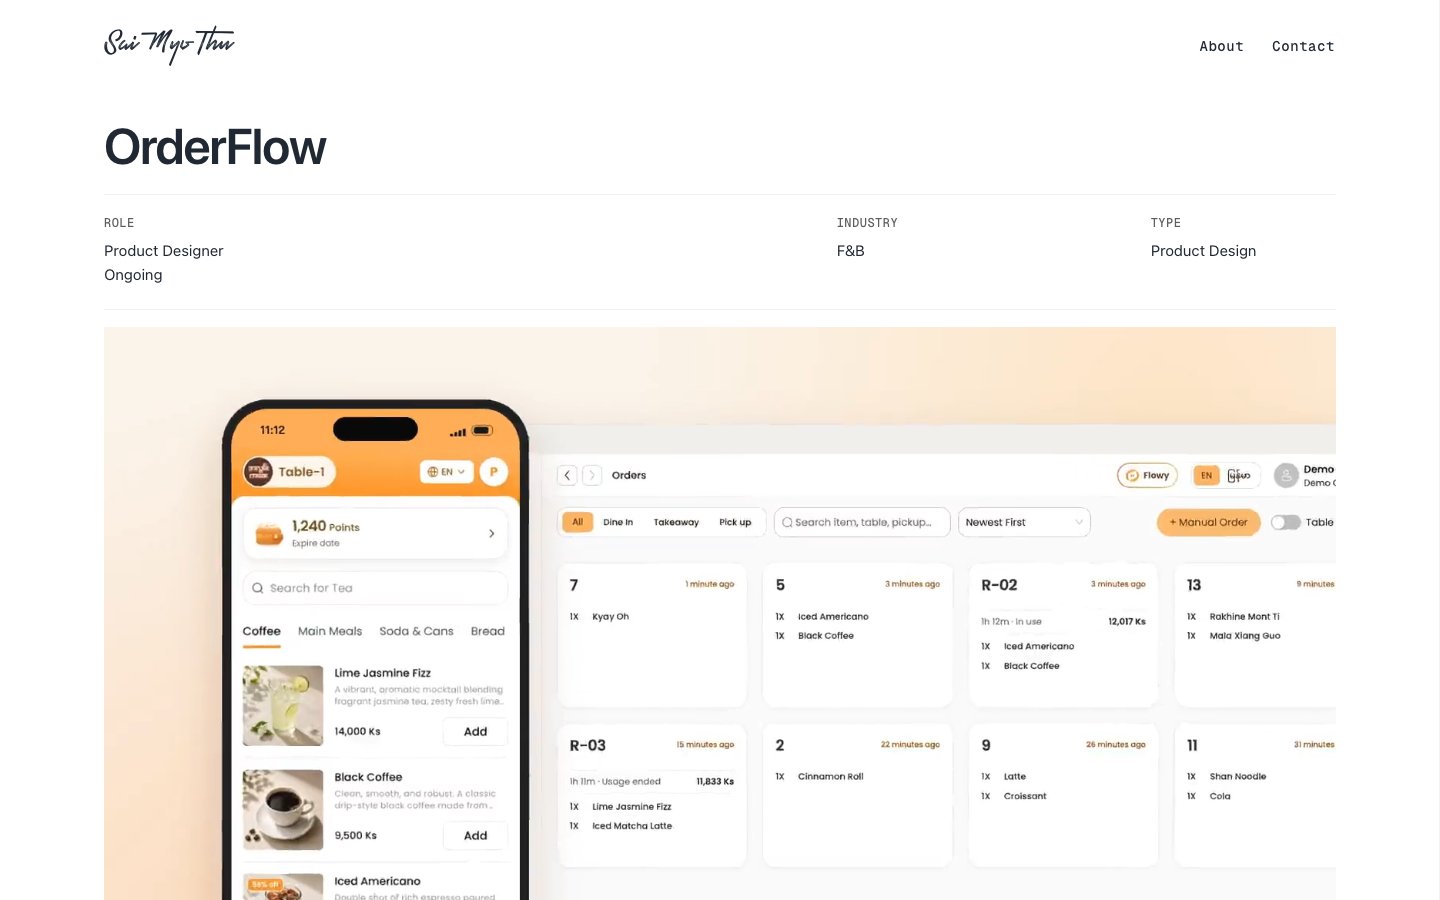 Sai Myo Thu
About
Contact
OrderFlow
ROLE
Product Designer
Ongoing
INDUSTRY
F&B
TYPE
Product Design
11:12
Table-1
EN
P
1,240 Points
Expire date
Search for Tea
Coffee
Main Meals
Soda & Cans
Bread
Lime Jasmine Fizz
A vibrant, aromatic mocktail blending
fragrant jasmine tea, zesty fresh lime...
14,000 Ks
Add
Black Coffee
Clean, smooth, and robust. A classic
drip-style black coffee made from...
9,500 Ks
Add
56% off
Iced Americano
Double shot of rich espresso poured
Orders
Flowy
EN
Demo
Demo
All
Dine In
Takeaway
Pick up
Search item, table, pickup...
Newest First
+ Manual Order
Table
7
1 minute ago
1X Kyay Oh
5
3 minutes ago
1X Iced Americano
1X Black Coffee
R-02
3 minutes ago
1h 12m · In use
12,017 Ks
1X Iced Americano
1X Black Coffee
13
9 minutes
1X Rakhine Mont Ti
1X Mala Xiang Guo
R-03
15 minutes ago
1h 11m · Usage ended
11,833 Ks
1X Lime Jasmine Fizz
1X Iced Matcha Latte
2
22 minutes ago
1X Cinnamon Roll
9
26 minutes ago
1X Latte
1X Croissant
11
31 minutes
1X Shan Noodle
1X Cola